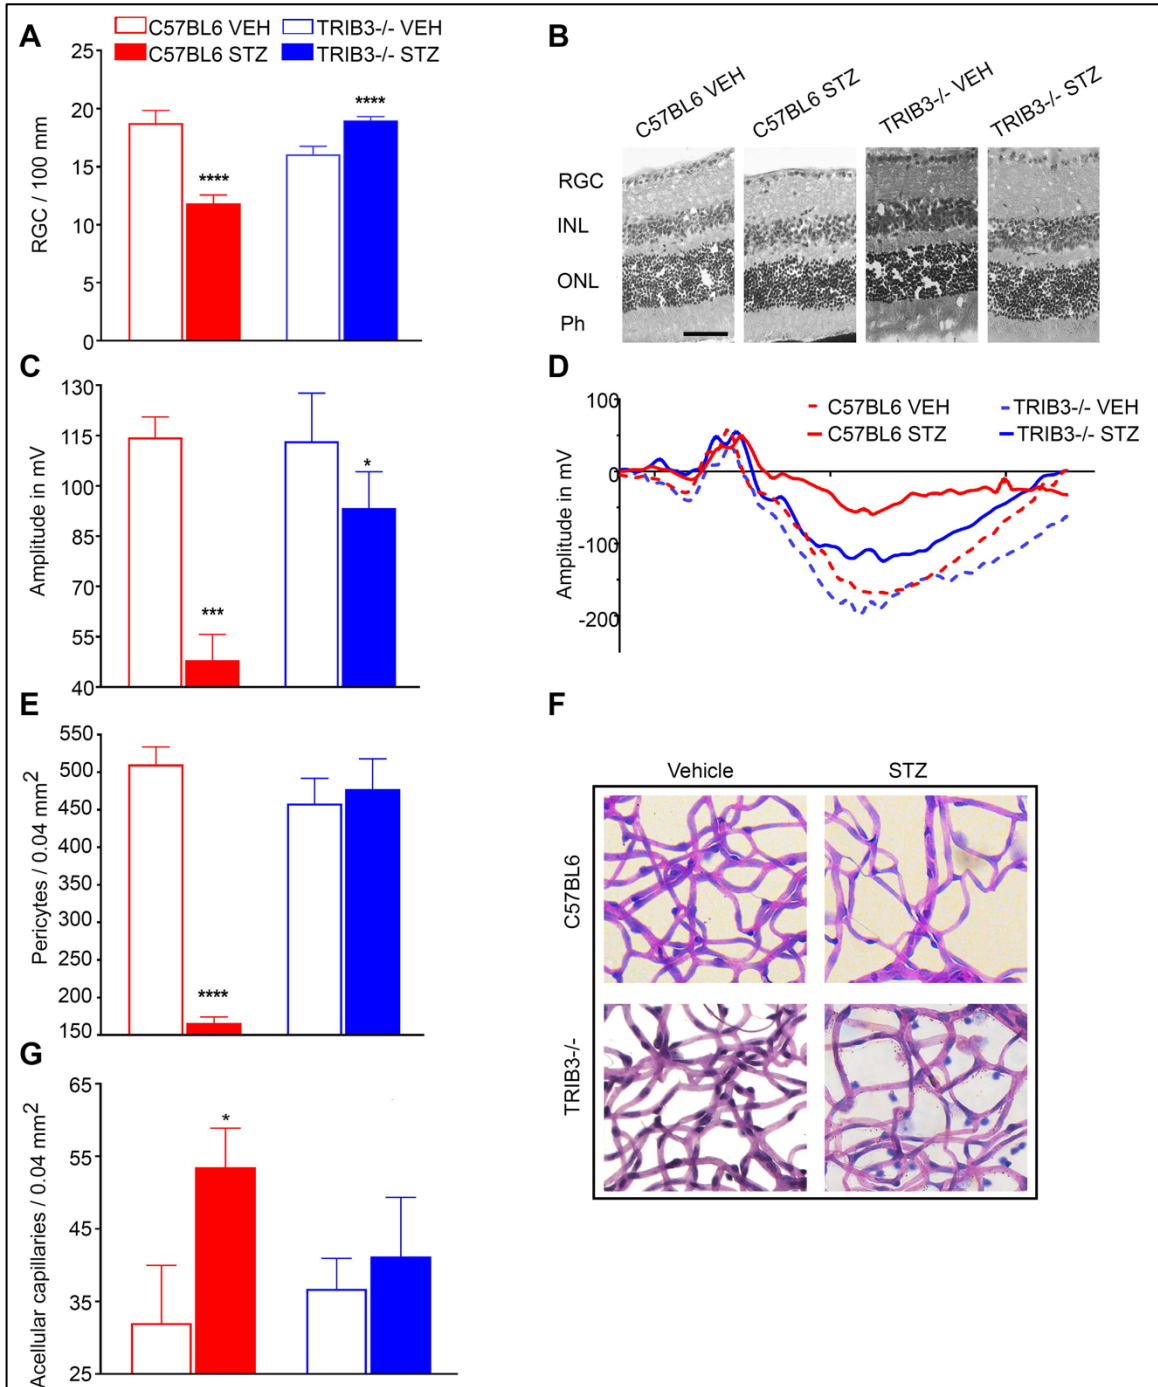 A
C57BL6 VEH
TRIB3-/- VEH
C57BL6 STZ
TRIB3-/- STZ
RGC / 100 mm
25
20
15
10
5
0
****
****
B
C57BL6 VEH
C57BL6 STZ
TRIB3-/- VEH
TRIB3-/- STZ
RGC
INL
ONL
Ph
C
Amplitude in mV
130
115
100
85
70
55
40
***
*
D
C57BL6 VEH
TRIB3-/- VEH
C57BL6 STZ
TRIB3-/- STZ
Amplitude in mV
100
0
-100
-200
E
Pericytes / 0.04 mm2
550
500
450
400
350
300
250
200
150
****
F
Vehicle
STZ
C57BL6
TRIB3-/-
G
Acellular capillaries / 0.04 mm2
65
55
45
35
25
*